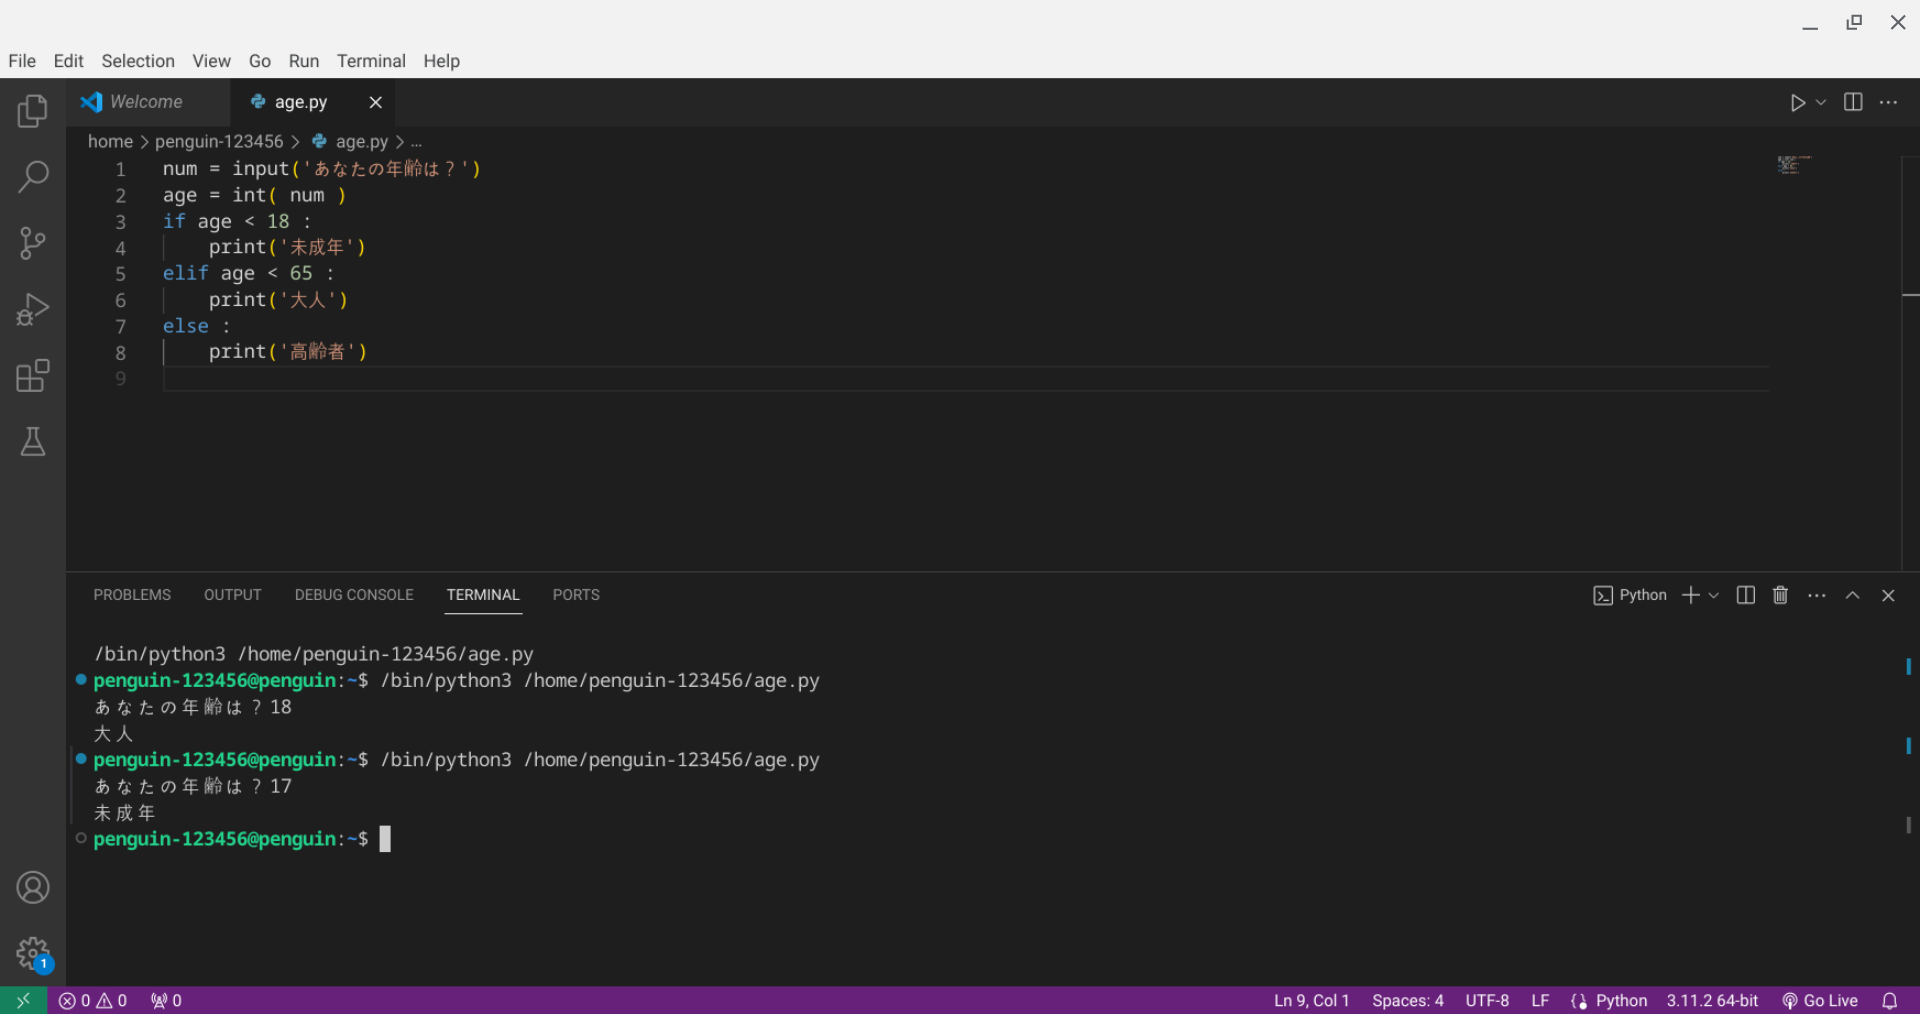 File Edit Selection View Go Run Terminal Help
Welcome age.py
home > penguin-123456 > age.py > ...
1 num = input('あなたの年齢は？')
2 age = int( num )
3 if age < 18 :
4     print('未成年')
5 elif age < 65 :
6     print('大人')
7 else :
8     print('高齢者')
9
PROBLEMS OUTPUT DEBUG CONSOLE TERMINAL PORTS Python
/bin/python3 /home/penguin-123456/age.py
penguin-123456@penguin:~$ /bin/python3 /home/penguin-123456/age.py
あなたの年齢は？18
大人
penguin-123456@penguin:~$ /bin/python3 /home/penguin-123456/age.py
あなたの年齢は？17
未成年
penguin-123456@penguin:~$
1
0 0 0 Ln 9, Col 1 Spaces: 4 UTF-8 LF Python 3.11.2 64-bit Go Live